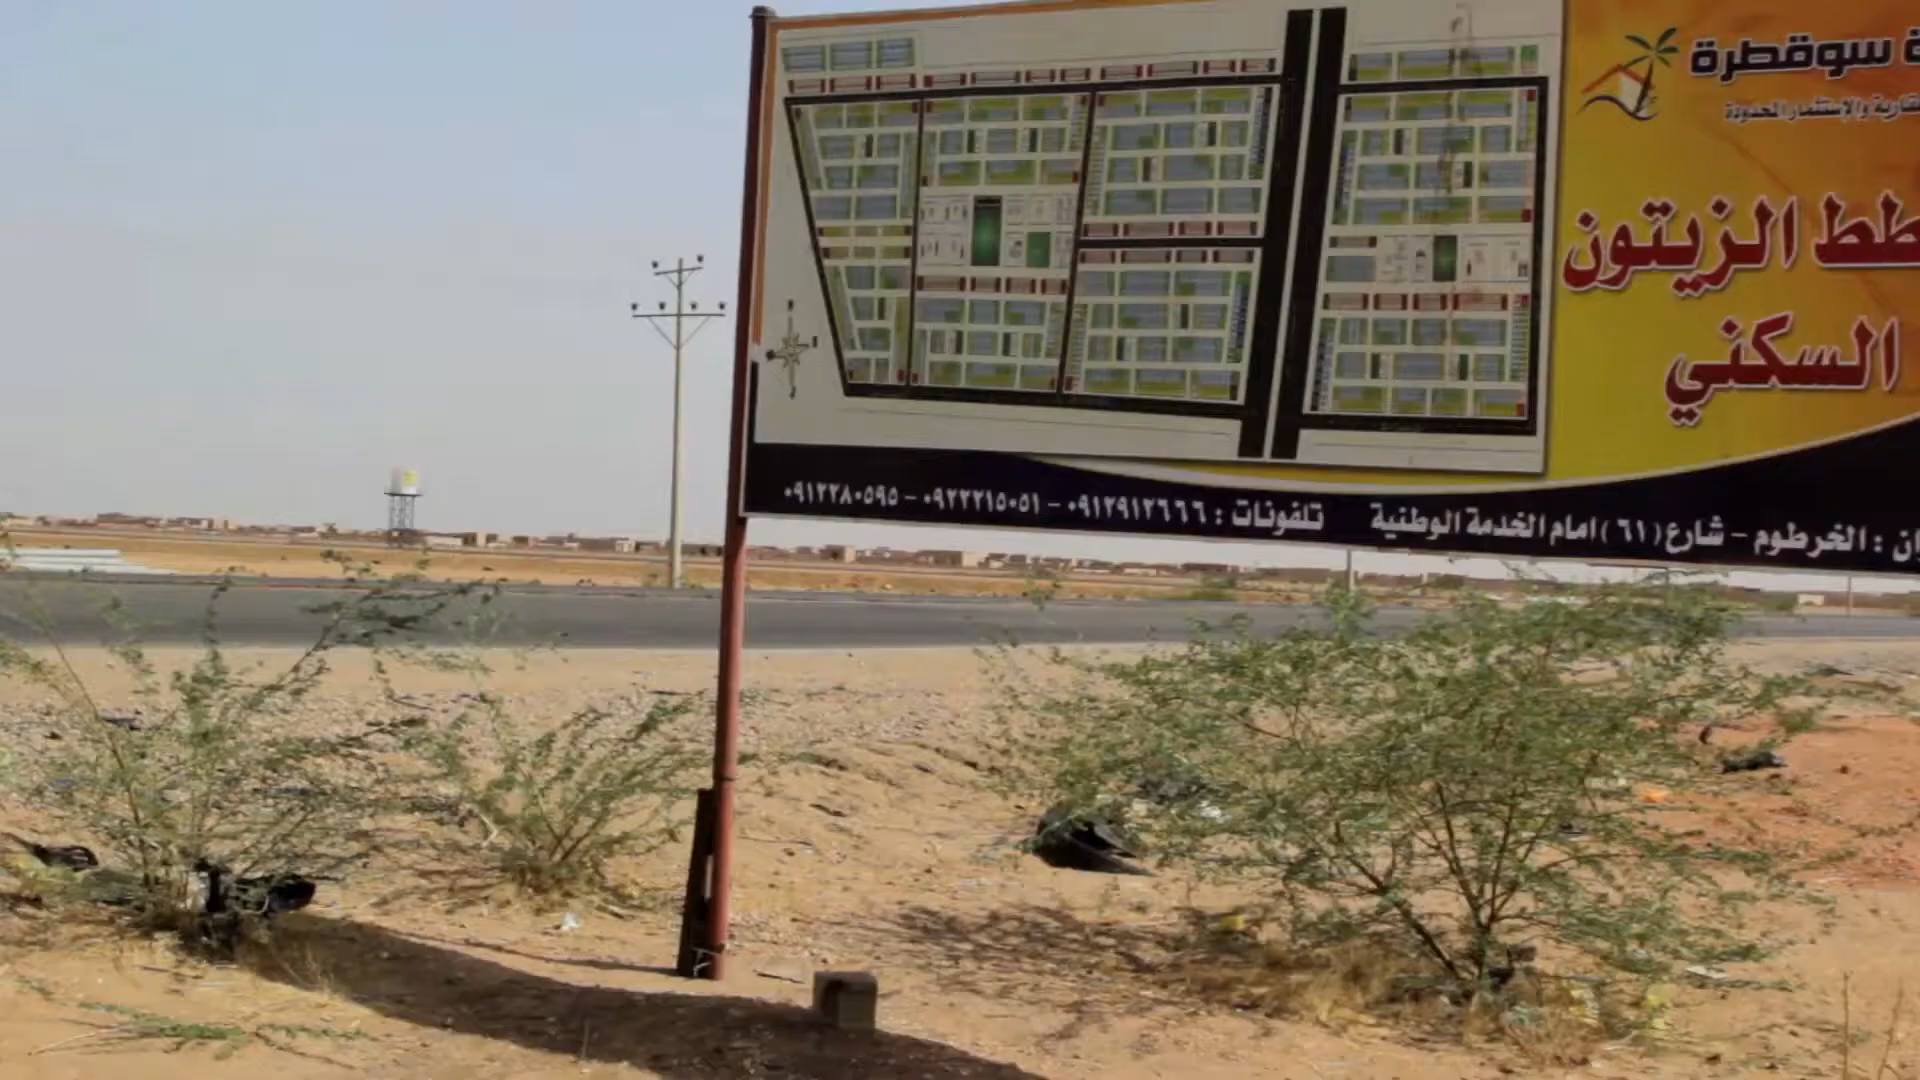 سوقطرة
والإستثمار المحدودة
الزيتون
السكني
: الخرطوم - شارع (٦١) امام الخدمة الوطنية تلفونات : ٠٩١٢٩١٢٦٦٦ - ٠٩٢٢٢١٥٠٥١ - ٠٩١٢٢٨٠٥٩٥